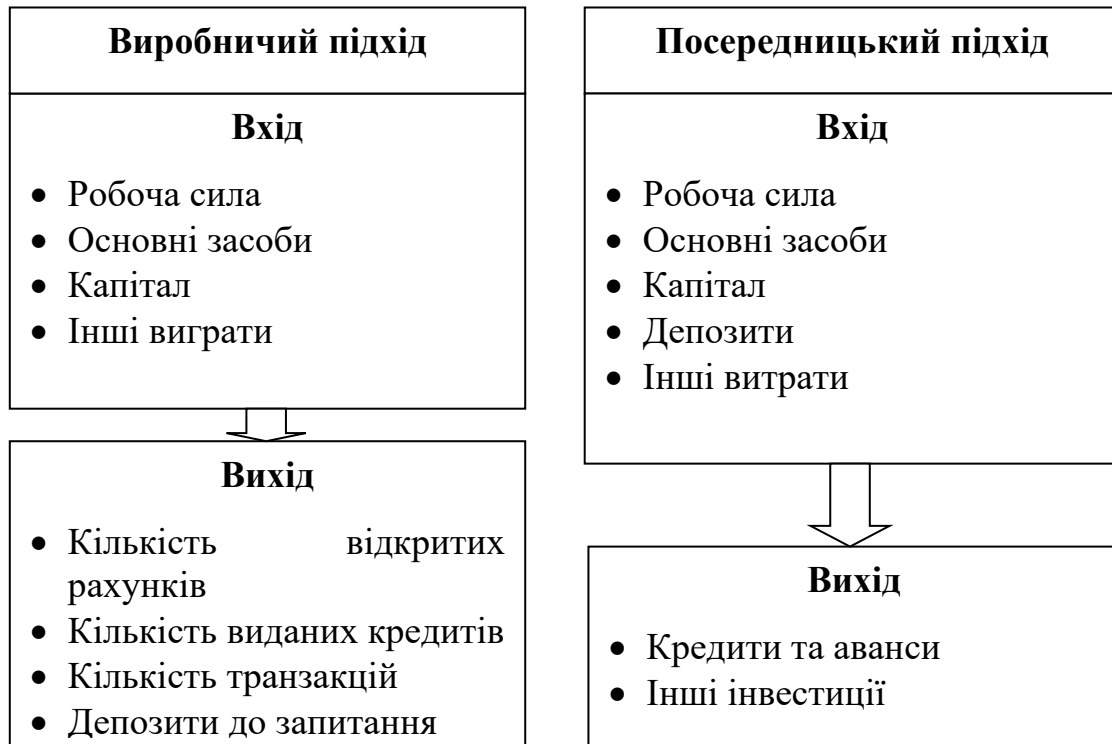 Виробничий підхід
Вхід
• Робоча сила
• Основні засоби
• Капітал
• Інші виграти
Вихід
• Кількість відкритих
рахунків
• Кількість виданих кредитів
• Кількість транзакцій
• Депозити до запитання
Посередницький підхід
Вхід
• Робоча сила
• Основні засоби
• Капітал
• Депозити
• Інші витрати
Вихід
• Кредити та аванси
• Інші інвестиції